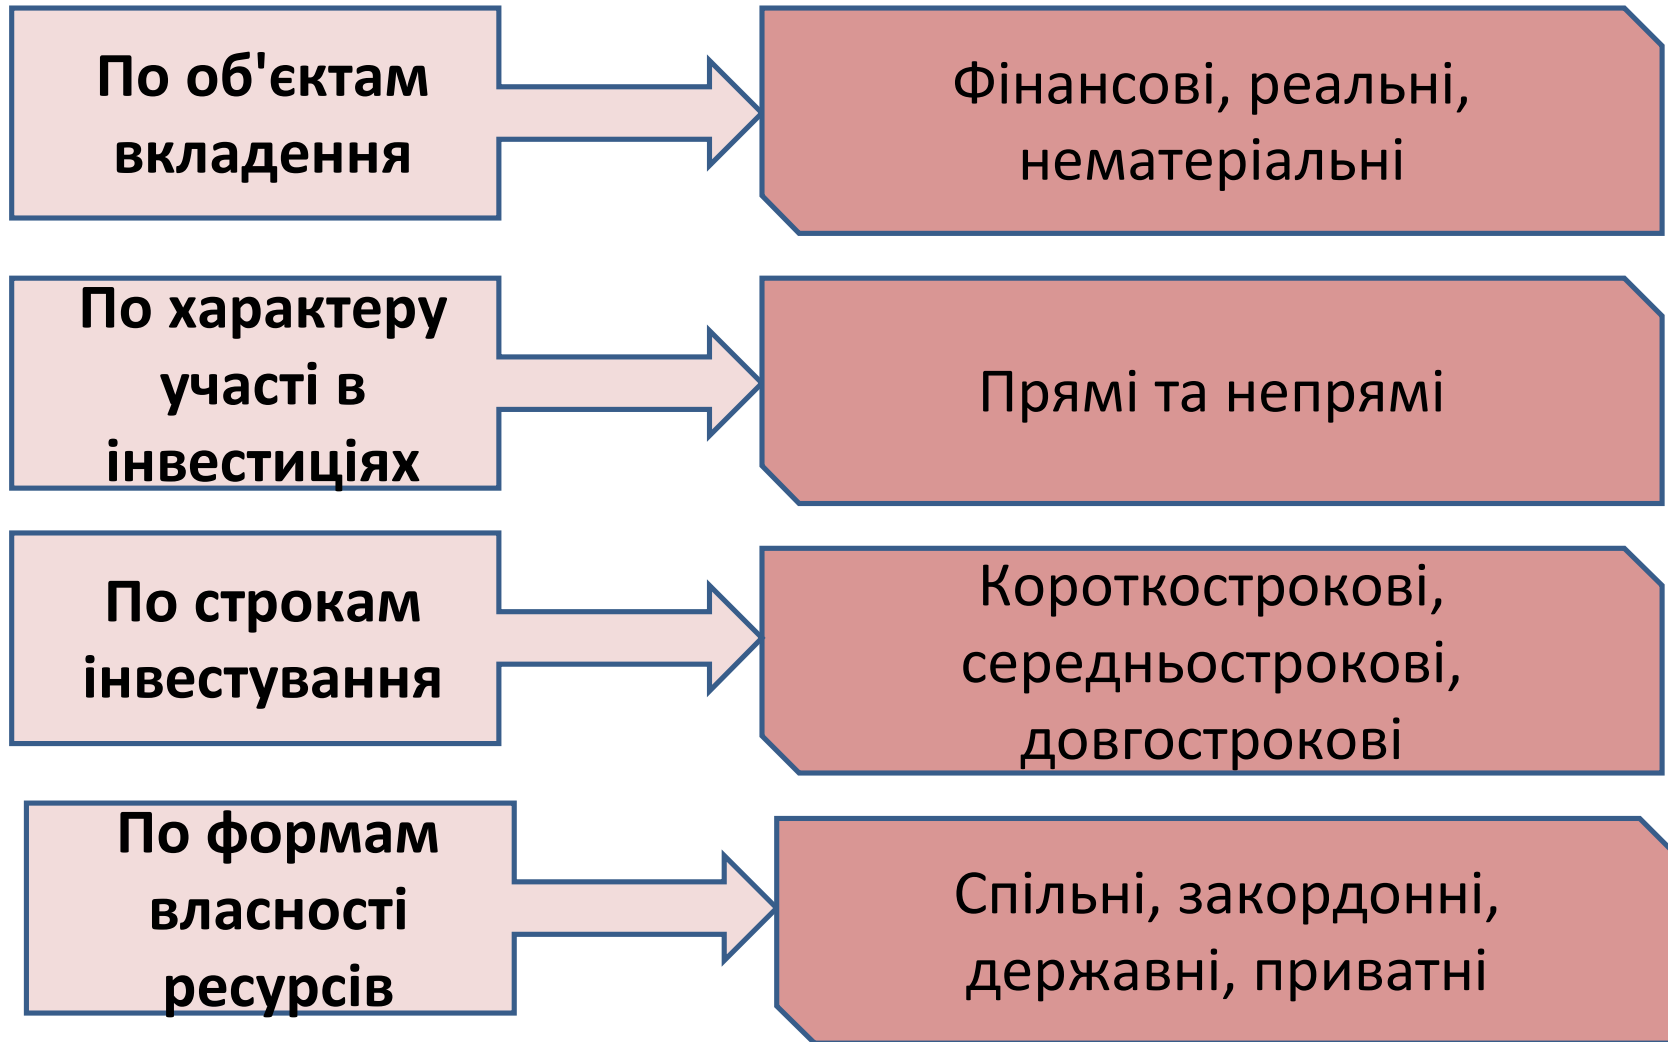 По об'єктам
вкладення
Фінансові, реальні,
нематеріальні
По характеру
участі в
інвестиціях
Прямі та непрямі
По строкам
інвестування
Короткострокові,
середньострокові,
довгострокові
По формам
власності
ресурсів
Спільні, закордонні,
державні, приватні